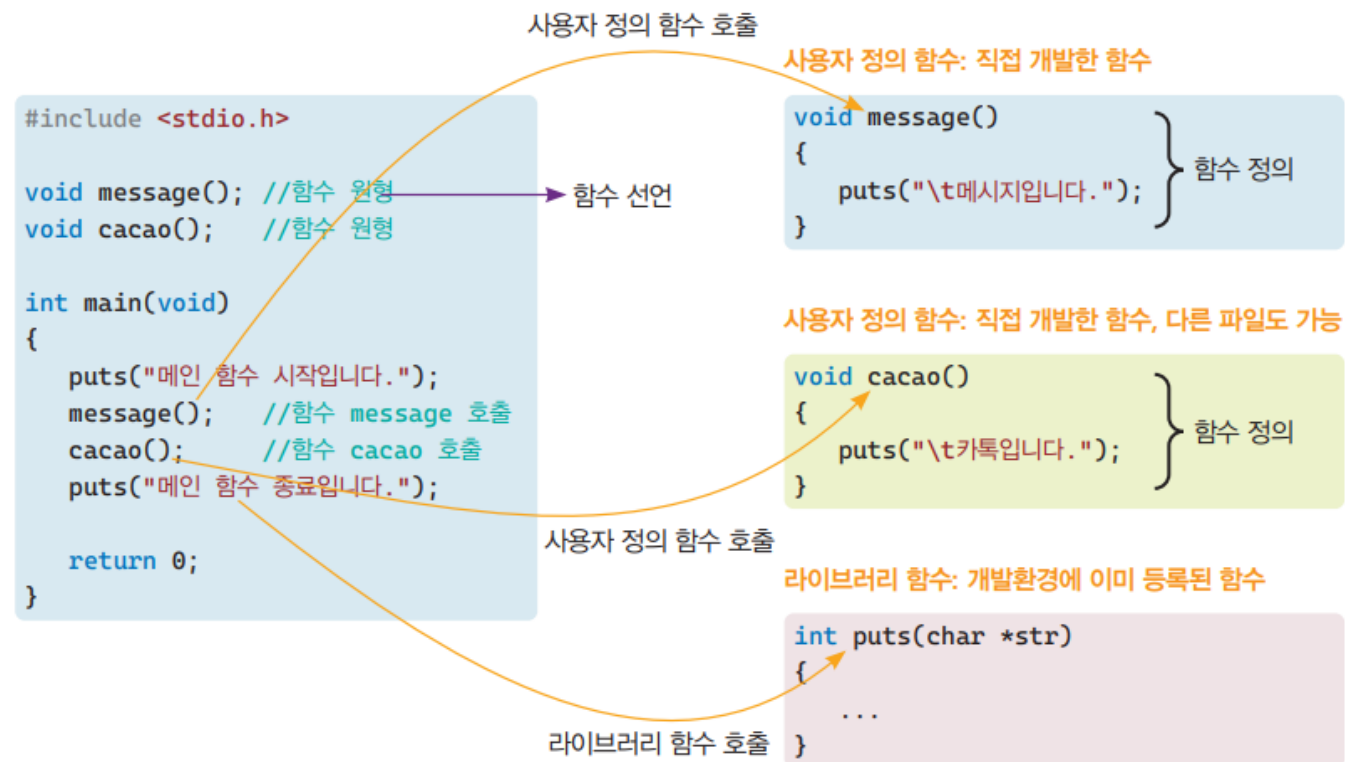 사용자 정의 함수 호출
#include <stdio.h>
void message(); //함수 원형
함수 선언
void cacao(); //함수 원형
int main(void)
{
puts("메인 함수 시작입니다.");
message(); //함수 message 호출
cacao(); //함수 cacao 호출
puts("메인 함수 종료입니다.");
return 0;
}
사용자 정의 함수: 직접 개발한 함수
void message()
{
puts("\t메시지입니다.");
}
함수 정의
사용자 정의 함수: 직접 개발한 함수, 다른 파일도 가능
void cacao()
{
puts("\t카톡입니다.");
}
함수 정의
사용자 정의 함수 호출
라이브러리 함수: 개발환경에 이미 등록된 함수
int puts(char *str)
{
...
}
라이브러리 함수 호출